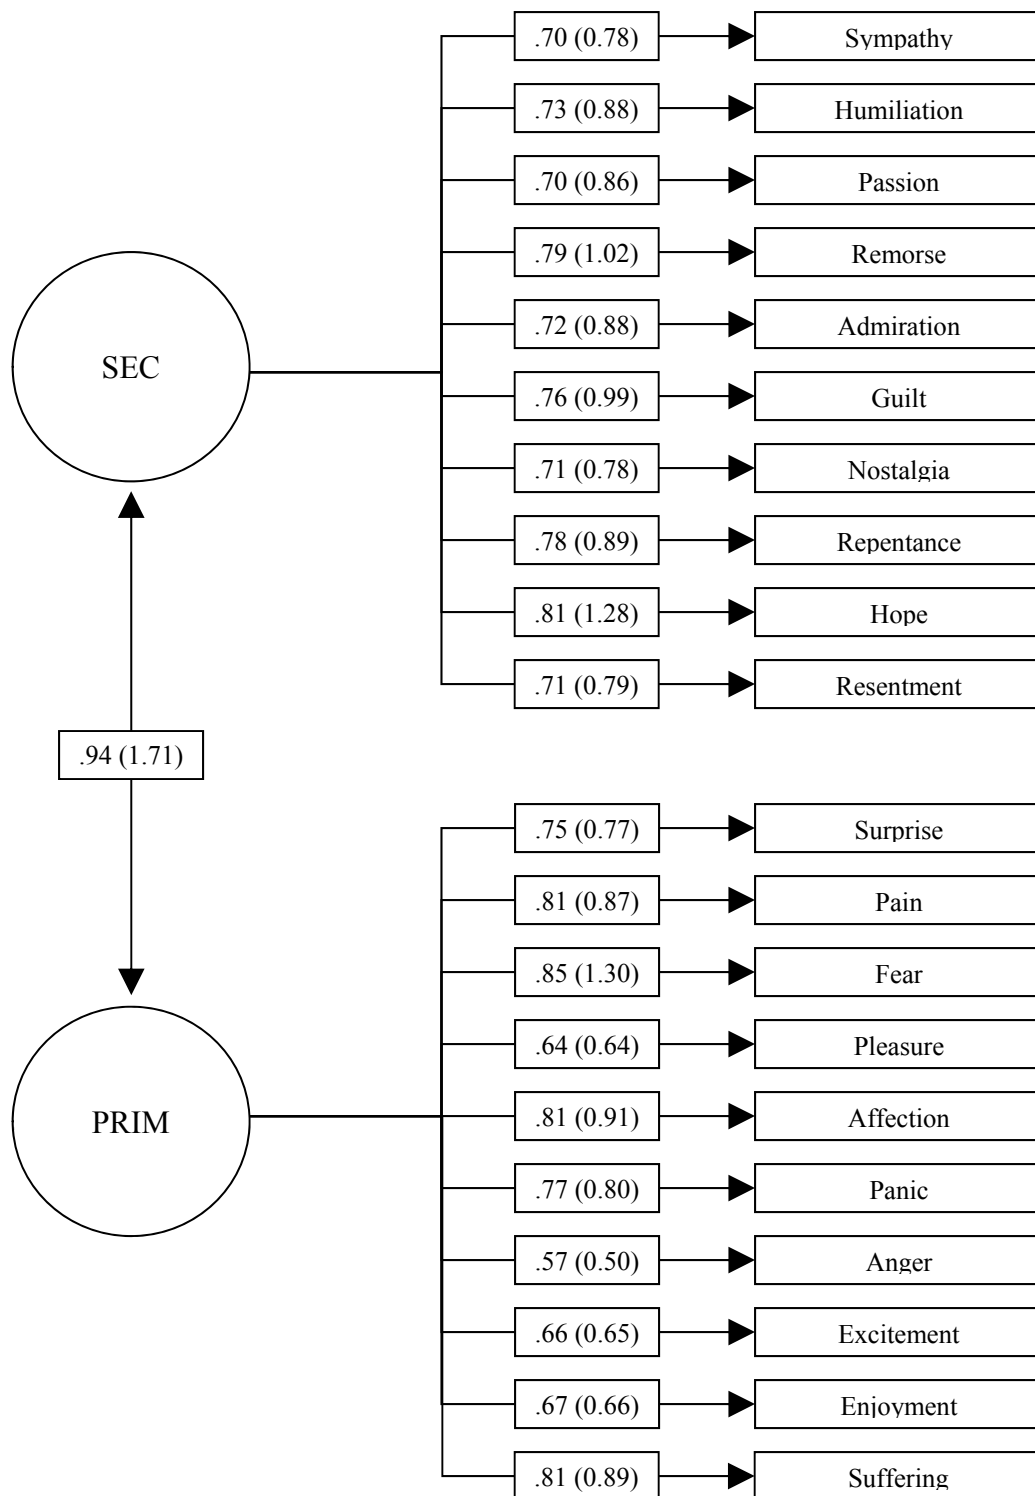 .70 (0.78) Sympathy
.73 (0.88) Humiliation
.70 (0.86) Passion
.79 (1.02) Remorse
.72 (0.88) Admiration
SEC
.76 (0.99) Guilt
.71 (0.78) Nostalgia
.78 (0.89) Repentance
.81 (1.28) Hope
.71 (0.79) Resentment
.94 (1.71)
.75 (0.77) Surprise
.81 (0.87) Pain
.85 (1.30) Fear
.64 (0.64) Pleasure
.81 (0.91) Affection
PRIM
.77 (0.80) Panic
.57 (0.50) Anger
.66 (0.65) Excitement
.67 (0.66) Enjoyment
.81 (0.89) Suffering